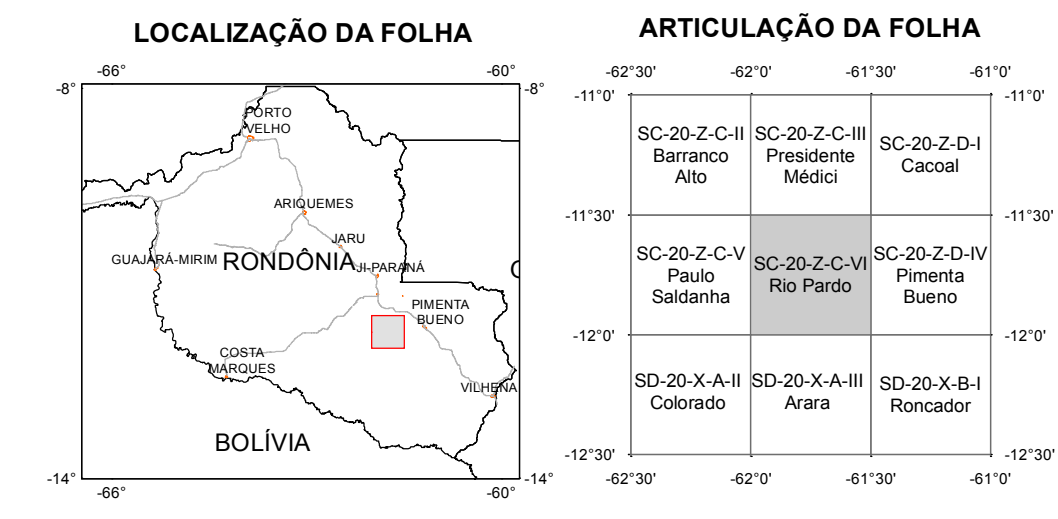 LOCALIZAÇÃO DA FOLHA
-66°
-60°
-8°
-8°
PORTO
VELHO
ARIQUEMES
JARU
GUAJARÁ-MIRIM
RONDÔNIA
JI-PARANÁ
PIMENTA
BUENO
COSTA
MARQUES
VILHENA
BOLÍVIA
-14°
-14°
-66°
-60°
ARTICULAÇÃO DA FOLHA
-62°30'
-62°0'
-61°30'
-61°0'
-11°0'
-11°0'
SC-20-Z-C-II
Barranco
Alto
SC-20-Z-C-III
Presidente
Médici
SC-20-Z-D-I
Cacoal
-11°30'
-11°30'
SC-20-Z-C-V
Paulo
Saldanha
SC-20-Z-C-VI
Rio Pardo
SC-20-Z-D-IV
Pimenta
Bueno
-12°0'
-12°0'
SD-20-X-A-II
Colorado
SD-20-X-A-III
Arara
SD-20-X-B-I
Roncador
-12°30'
-12°30'
-62°30'
-62°0'
-61°30'
-61°0'